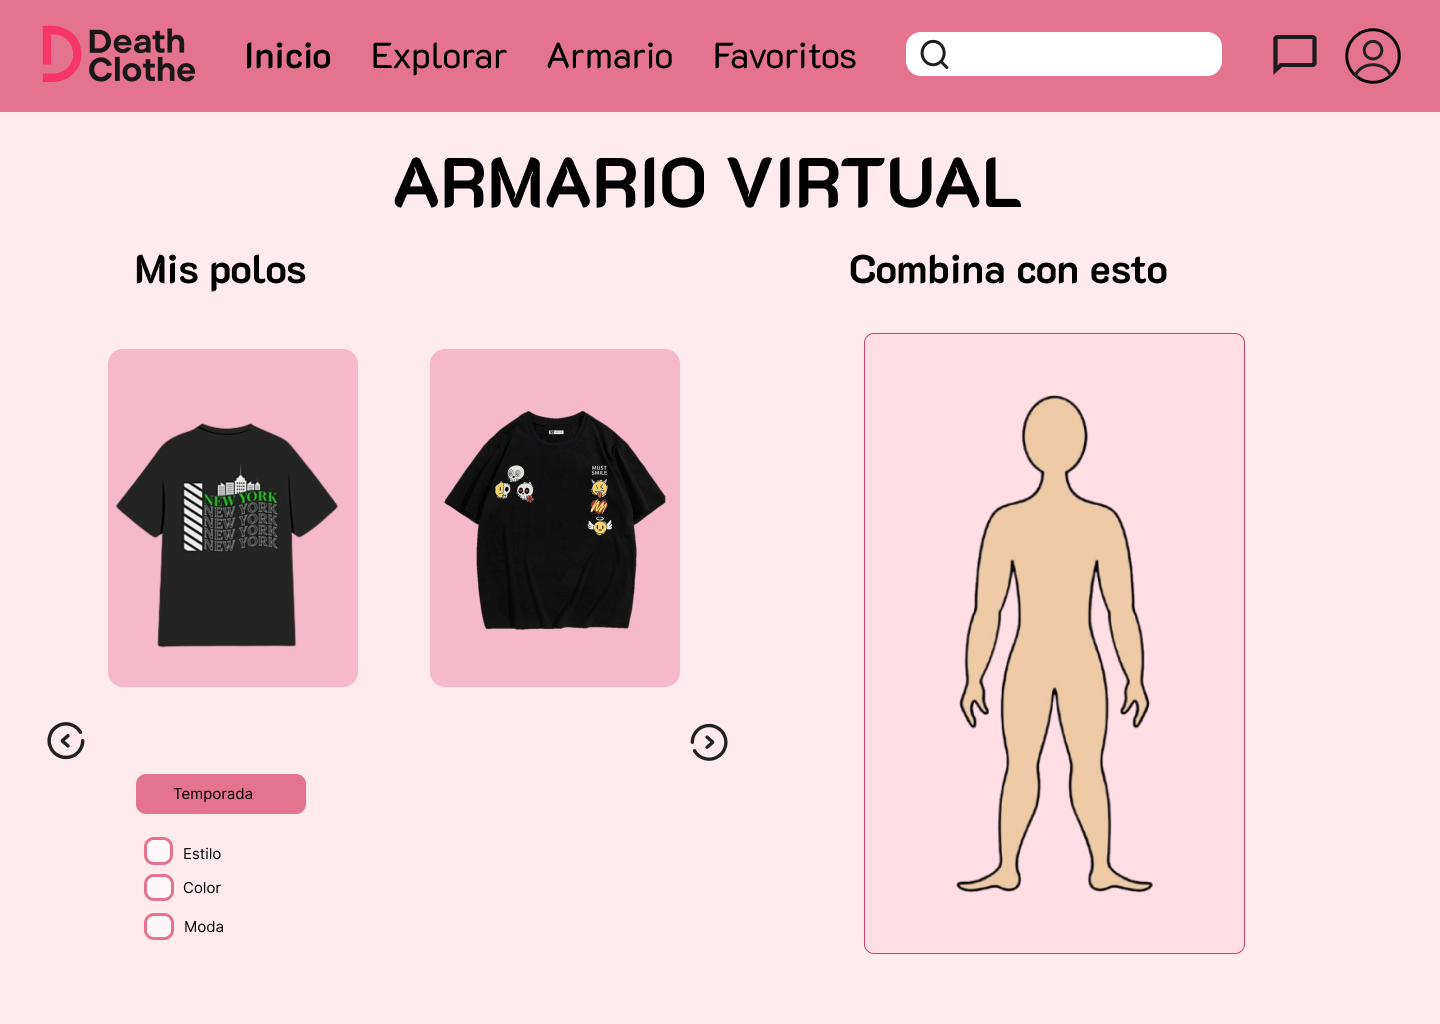 Death
Clothe
Inicio
Explorar
Armario
Favoritos
ARMARIO VIRTUAL
Mis polos
Combina con esto
NEW YORK
NEW YORK
NEW YORK
NEW YORK
NEW YORK
MUST
SMILE
Temporada
Estilo
Color
Moda